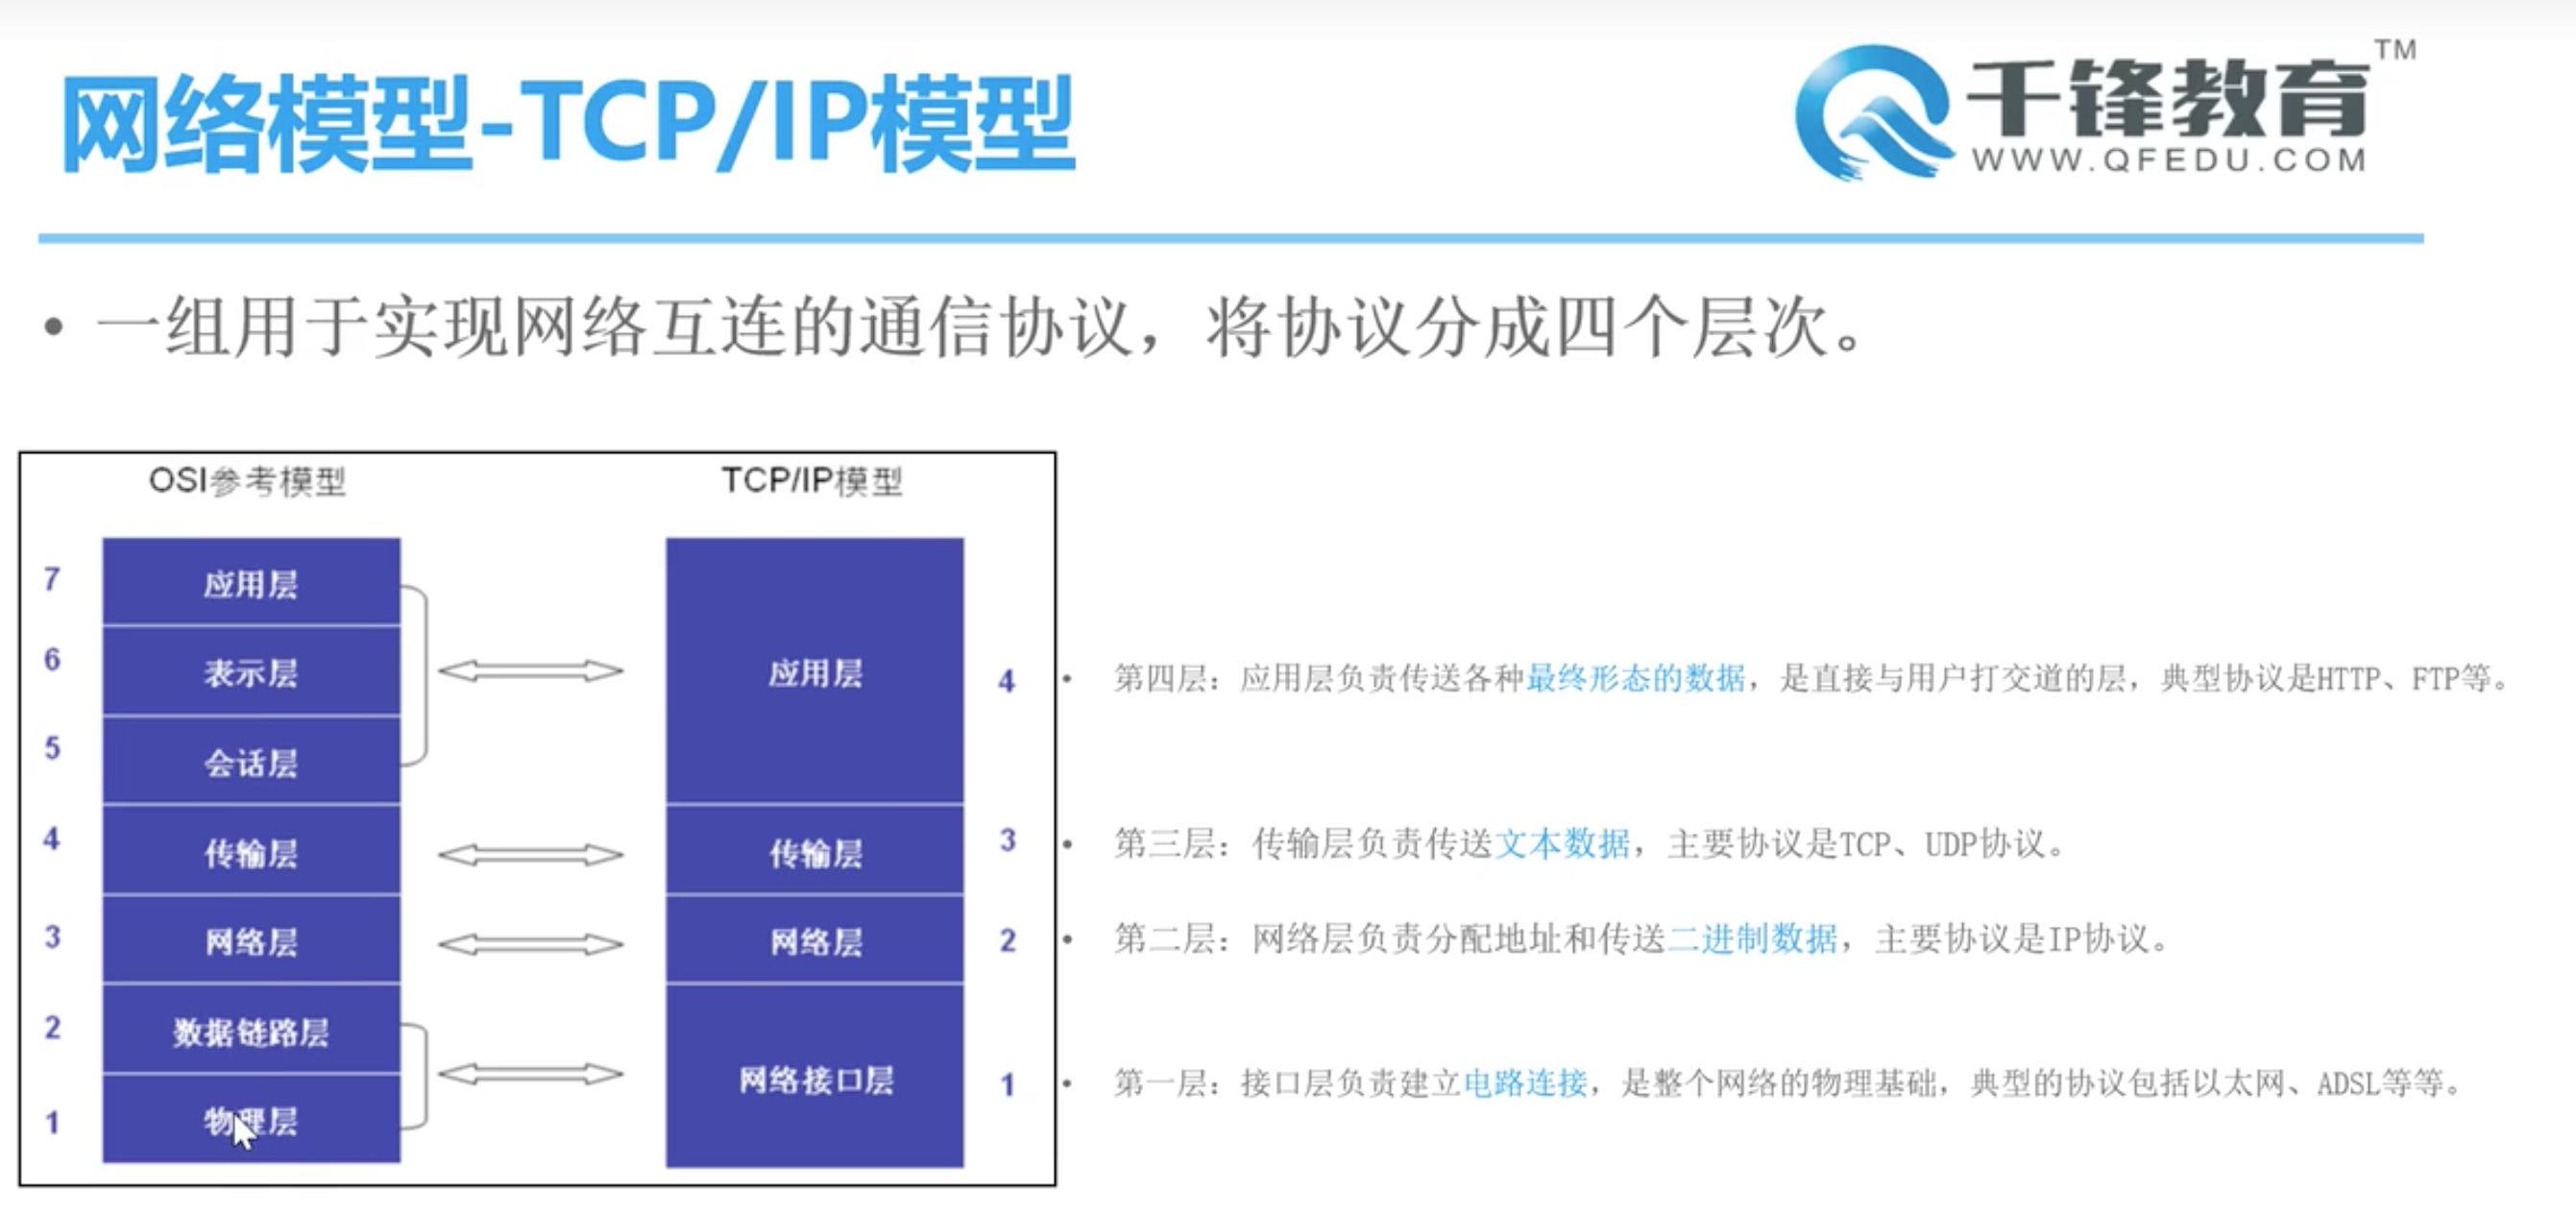 网络模型-TCP/IP模型
千锋教育TM
WWW.QFEDU.COM
• 一组用于实现网络互连的通信协议，将协议分成四个层次。
OSI参考模型
TCP/IP模型
7 应用层
6 表示层
5 会话层
4 传输层
3 网络层
2 数据链路层
1 物理层
应用层 4
传输层 3
网络层 2
网络接口层 1
• 第四层：应用层负责传送各种最终形态的数据，是直接与用户打交道的层，典型协议是HTTP、FTP等。
• 第三层：传输层负责传送文本数据，主要协议是TCP、UDP协议。
• 第二层：网络层负责分配地址和传送二进制数据，主要协议是IP协议。
• 第一层：接口层负责建立电路连接，是整个网络的物理基础，典型的协议包括以太网、ADSL等等。